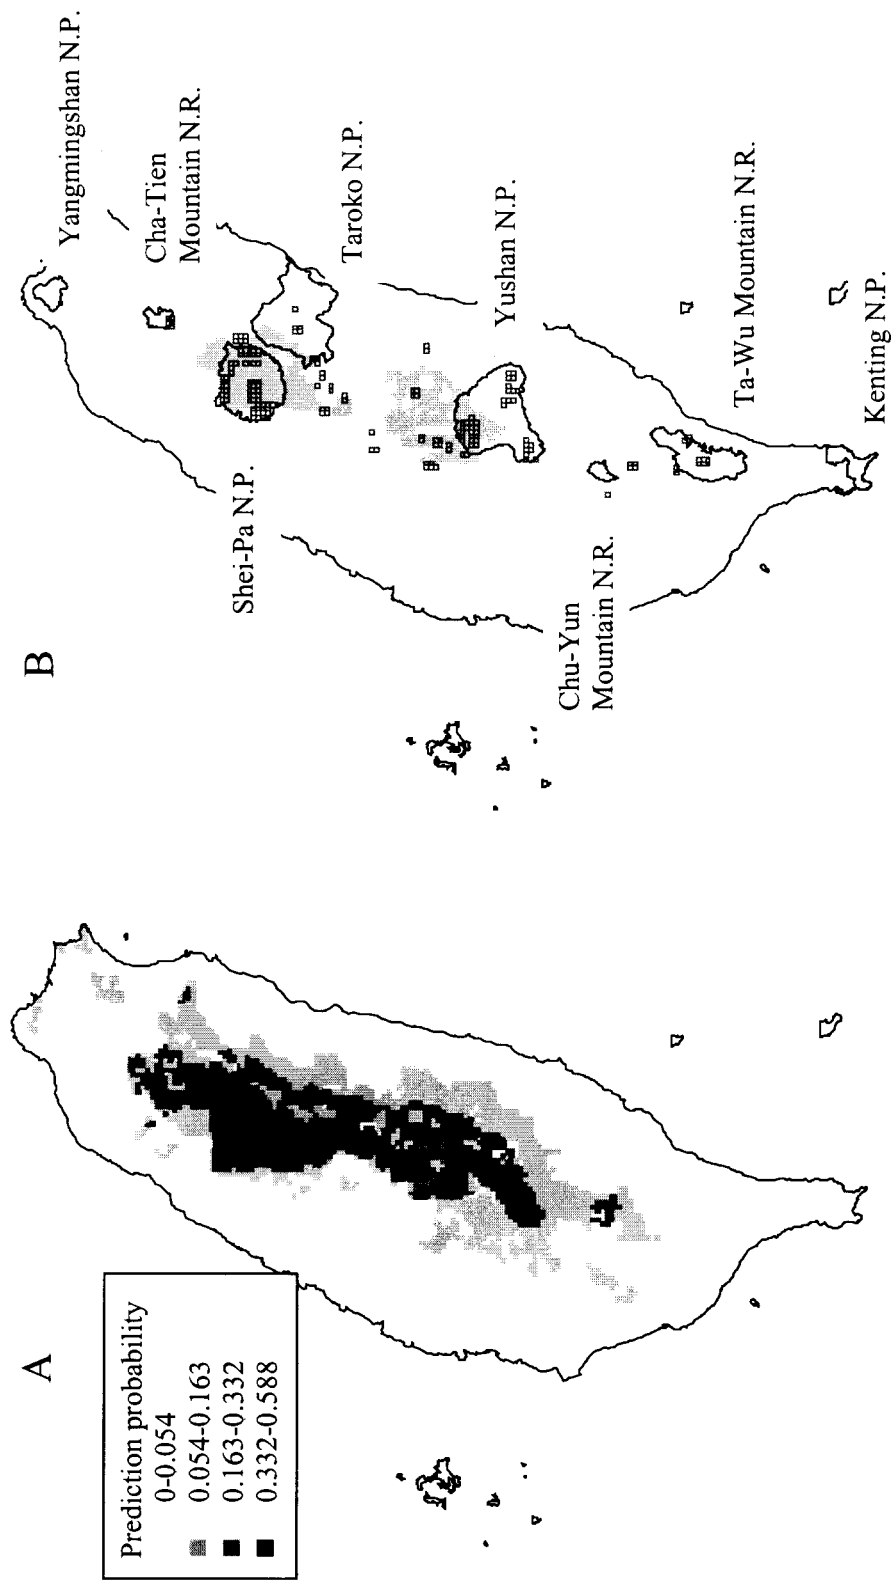 A
Prediction probability
0-0.054
0.054-0.163
0.163-0.332
0.332-0.588
B
Yangmingshan N.P.
Cha-Tien
Mountain N.R.
Shei-Pa N.P.
Taroko N.P.
Yushan N.P.
Chu-Yun
Mountain N.R.
Ta-Wu Mountain N.R.
Kenting N.P.